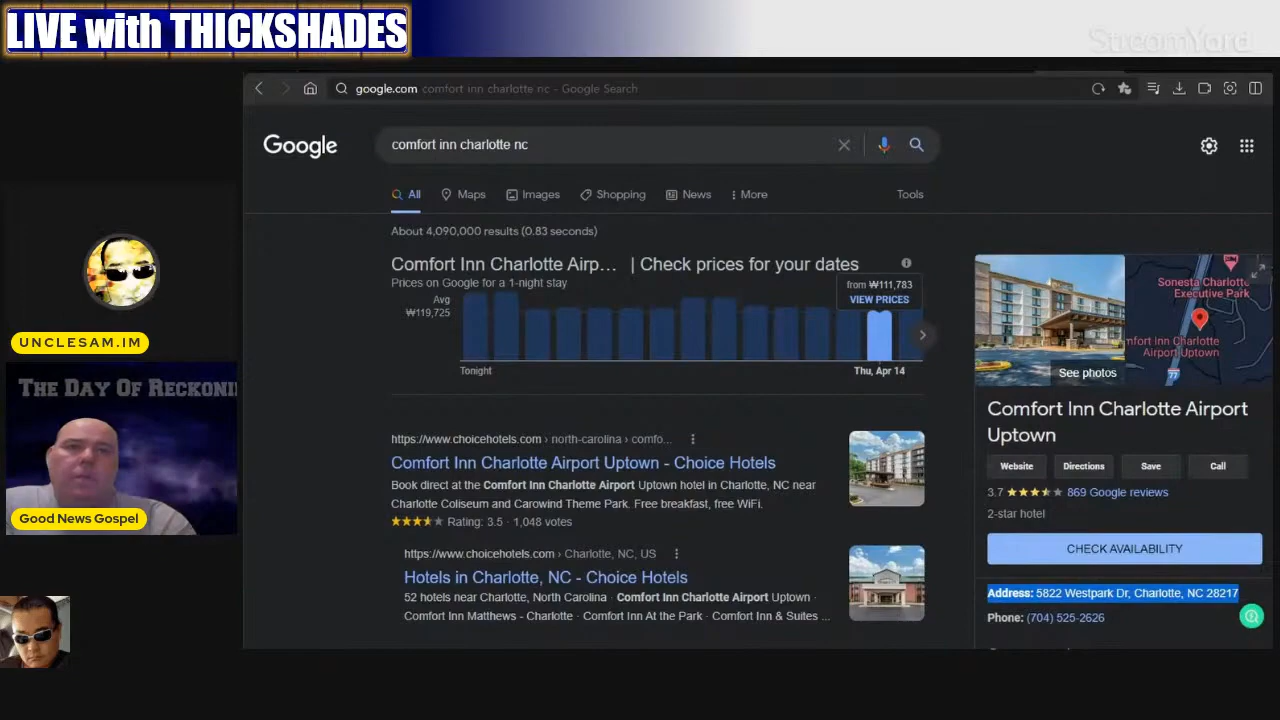 LIVE with THICKSHADES
StreamYard
google.com comfort inn charlotte nc - Google Search
Google
comfort inn charlotte nc
All
Maps
Images
Shopping
News
More
Tools
About 4,090,000 results (0.83 seconds)
Comfort Inn Charlotte Airp... | Check prices for your dates
Prices on Google for a 1-night stay
Avg
₩119,725
from ₩111,783
VIEW PRICES
Tonight
Thu, Apr 14
https://www.choicehotels.com › north-carolina › comfo...
Comfort Inn Charlotte Airport Uptown - Choice Hotels
Book direct at the Comfort Inn Charlotte Airport Uptown hotel in Charlotte, NC near
Charlotte Coliseum and Carowind Theme Park. Free breakfast, free WiFi.
Rating: 3.5 · 1,048 votes
https://www.choicehotels.com › Charlotte, NC, US
Hotels in Charlotte, NC - Choice Hotels
52 hotels near Charlotte, North Carolina · Comfort Inn Charlotte Airport Uptown ·
Comfort Inn Matthews - Charlotte · Comfort Inn At the Park · Comfort Inn & Suites ...
Sonesta Charlotte
Executive Park
mfort Inn Charlotte
Airport Uptown
77
See photos
Comfort Inn Charlotte Airport
Uptown
Website
Directions
Save
Call
3.7 869 Google reviews
2-star hotel
CHECK AVAILABILITY
Address: 5822 Westpark Dr, Charlotte, NC 28217
Phone: (704) 525-2626
UNCLESAM.IM
THE DAY OF RECKONI
Good News Gospel